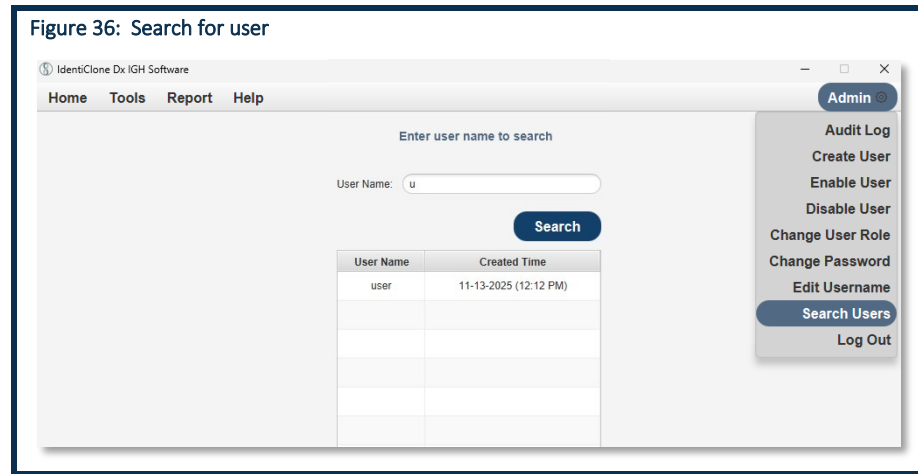 Figure 36: Search for user
IdentiClone Dx IGH Software
Home Tools Report Help Admin
Enter user name to search
User Name: u
Search
User Name Created Time
user 11-13-2025 (12:12 PM)
Audit Log
Create User
Enable User
Disable User
Change User Role
Change Password
Edit Username
Search Users
Log Out